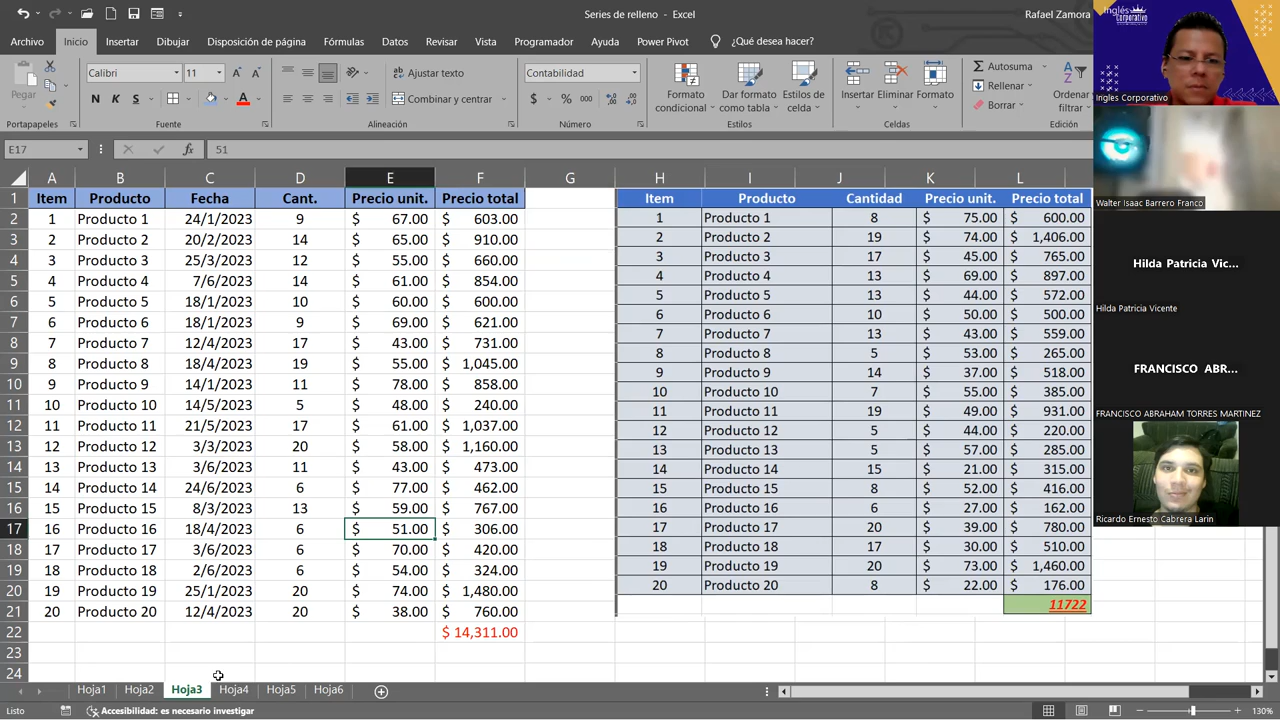 Series de relleno - Excel
Rafael Zamora
Archivo Inicio Insertar Dibujar Disposición de página Fórmulas Datos Revisar Vista Programador Ayuda Power Pivot ¿Qué desea hacer?
Pegar
Portapapeles
Calibri 11
N K S
Fuente
Ajustar texto
Combinar y centrar
Alineación
Contabilidad
$ % 000
Número
Formato condicional
Dar formato como tabla
Estilos de celda
Estilos
Insertar Eliminar Formato
Celdas
Autosuma
Rellenar
Borrar
Ordenar filtrar
Edición
E17 fx 51
A B C D E F G H I J K L
1 Item Producto Fecha Cant. Precio unit. Precio total Item Producto Cantidad Precio unit. Precio total
2 1 Producto 1 24/1/2023 9 $ 67.00 $ 603.00 1 Producto 1 8 $ 75.00 $ 600.00
3 2 Producto 2 20/2/2023 14 $ 65.00 $ 910.00 2 Producto 2 19 $ 74.00 $ 1,406.00
4 3 Producto 3 25/3/2023 12 $ 55.00 $ 660.00 3 Producto 3 17 $ 45.00 $ 765.00
5 4 Producto 4 7/6/2023 14 $ 61.00 $ 854.00 4 Producto 4 13 $ 69.00 $ 897.00
6 5 Producto 5 18/1/2023 10 $ 60.00 $ 600.00 5 Producto 5 13 $ 44.00 $ 572.00
7 6 Producto 6 18/1/2023 9 $ 69.00 $ 621.00 6 Producto 6 10 $ 50.00 $ 500.00
8 7 Producto 7 12/4/2023 17 $ 43.00 $ 731.00 7 Producto 7 13 $ 43.00 $ 559.00
9 8 Producto 8 18/4/2023 19 $ 55.00 $ 1,045.00 8 Producto 8 5 $ 53.00 $ 265.00
10 9 Producto 9 14/1/2023 11 $ 78.00 $ 858.00 9 Producto 9 14 $ 37.00 $ 518.00
11 10 Producto 10 14/5/2023 5 $ 48.00 $ 240.00 10 Producto 10 7 $ 55.00 $ 385.00
12 11 Producto 11 21/5/2023 17 $ 61.00 $ 1,037.00 11 Producto 11 19 $ 49.00 $ 931.00
13 12 Producto 12 3/3/2023 20 $ 58.00 $ 1,160.00 12 Producto 12 5 $ 44.00 $ 220.00
14 13 Producto 13 3/6/2023 11 $ 43.00 $ 473.00 13 Producto 13 5 $ 57.00 $ 285.00
15 14 Producto 14 24/6/2023 6 $ 77.00 $ 462.00 14 Producto 14 15 $ 21.00 $ 315.00
16 15 Producto 15 8/3/2023 13 $ 59.00 $ 767.00 15 Producto 15 8 $ 52.00 $ 416.00
17 16 Producto 16 18/4/2023 6 $ 51.00 $ 306.00 16 Producto 16 6 $ 27.00 $ 162.00
18 17 Producto 17 3/6/2023 6 $ 70.00 $ 420.00 17 Producto 17 20 $ 39.00 $ 780.00
19 18 Producto 18 2/6/2023 6 $ 54.00 $ 324.00 18 Producto 18 17 $ 30.00 $ 510.00
20 19 Producto 19 25/1/2023 20 $ 74.00 $ 1,480.00 19 Producto 19 20 $ 73.00 $ 1,460.00
21 20 Producto 20 12/4/2023 20 $ 38.00 $ 760.00 20 Producto 20 8 $ 22.00 $ 176.00
11722
22 $ 14,311.00
23
24
Hoja1 Hoja2 Hoja3 Hoja4 Hoja5 Hoja6
Listo Accesibilidad: es necesario investigar 130%
Inglés Corporativo
Ingles Corporativo
Walter Isaac Barrero Franco
Hilda Patricia Vic...
Hilda Patricia Vicente
FRANCISCO ABR...
FRANCISCO ABRAHAM TORRES MARTINEZ
Ricardo Ernesto Cabrera Larin